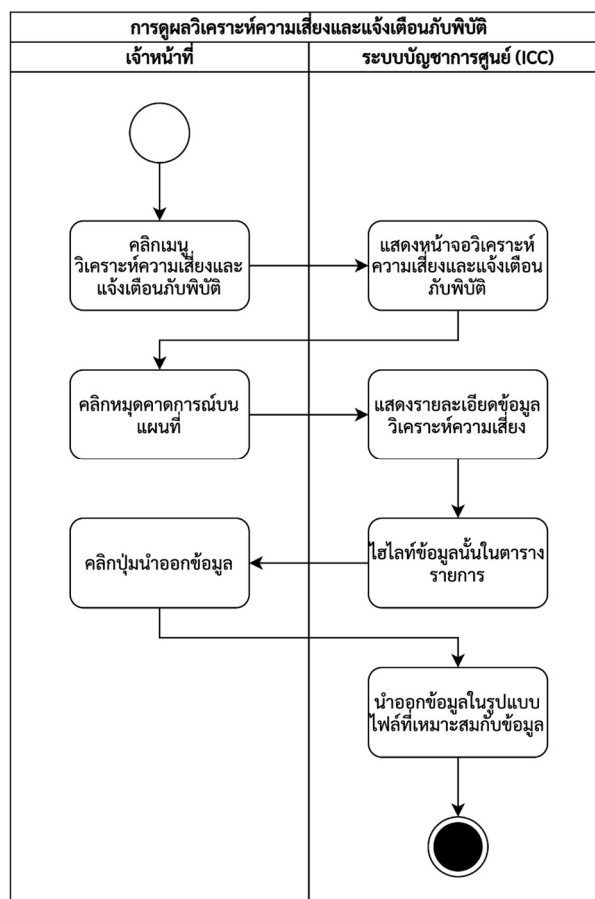 การดูผลวิเคราะห์ความเสี่ยงและแจ้งเตือนภับพิบัติ
เจ้าหน้าที่
ระบบบัญชาการศูนย์ (ICC)
คลิกเมนู
วิเคราะห์ความเสี่ยงและ
แจ้งเตือนภับพิบัติ
แสดงหน้าจอวิเคราะห์
ความเสี่ยงและแจ้งเตือน
ภับพิบัติ
คลิกหมุดคาดการณ์บน
แผนที่
แสดงรายละเอียดข้อมูล
วิเคราะห์ความเสี่ยง
คลิกปุ่มนำออกข้อมูล
ไฮไลท์ข้อมูลนั้นในตาราง
รายการ
นำออกข้อมูลในรูปแบบ
ไฟล์ที่เหมาะสมกับข้อมูล